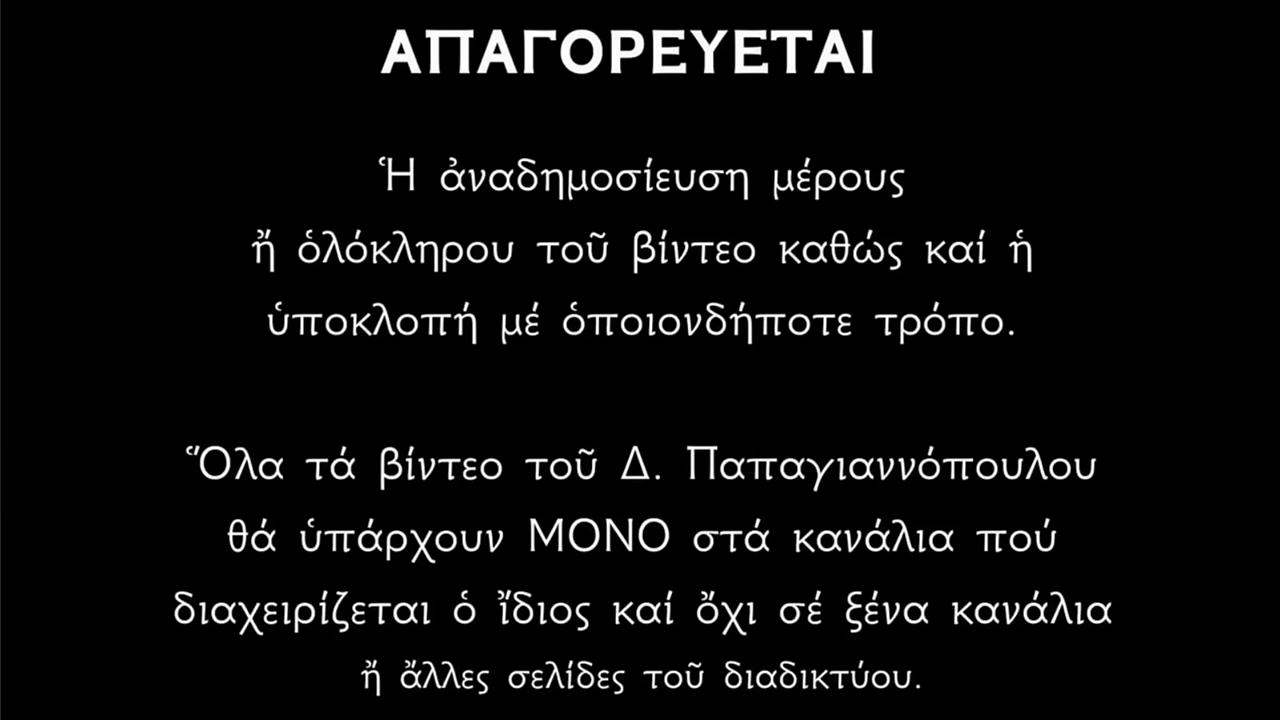 ΑΠΑΓΟΡΕΥΕΤΑΙ
Ἡ ἀναδημοσίευση μέρους
ἤ ὁλόκληρου τοῦ βίντεο καθώς καί ἡ
ὑποκλοπή μέ ὁποιονδήποτε τρόπο.
Ὅλα τά βίντεο τοῦ Δ. Παπαγιαννόπουλου
θά ὑπάρχουν ΜΟΝΟ στά κανάλια πού
διαχειρίζεται ὁ ἴδιος καί ὄχι σέ ξένα κανάλια
ἤ ἄλλες σελίδες τοῦ διαδικτύου.